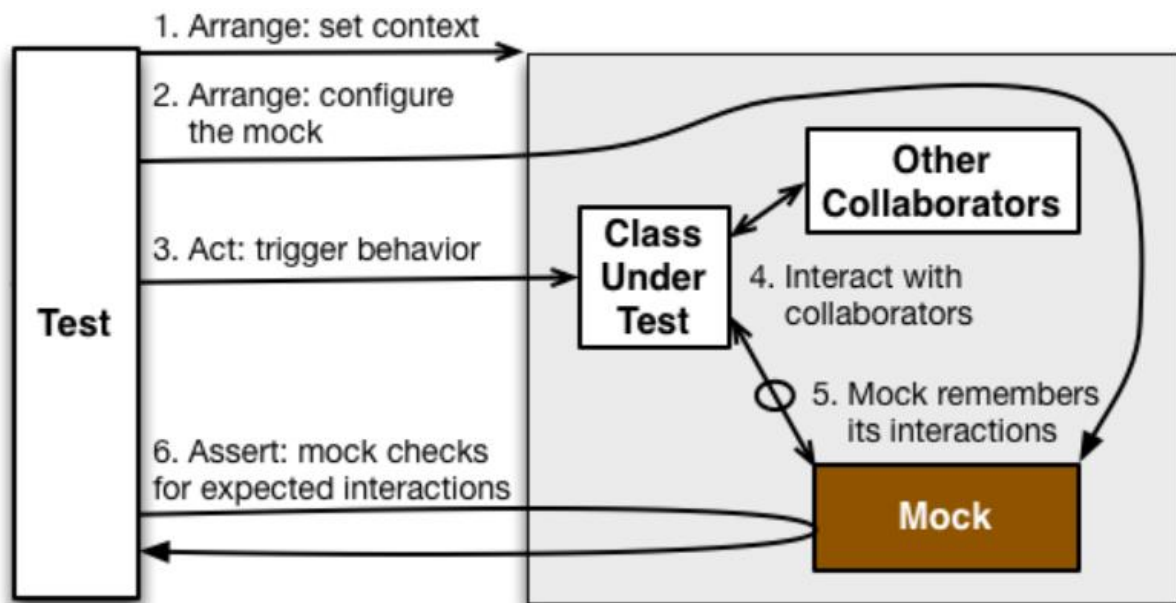 1. Arrange: set context
2. Arrange: configure
the mock
Other
Collaborators
Class
Under
Test
3. Act: trigger behavior
4. Interact with
collaborators
Test
5. Mock remembers
its interactions
6. Assert: mock checks
for expected interactions
Mock